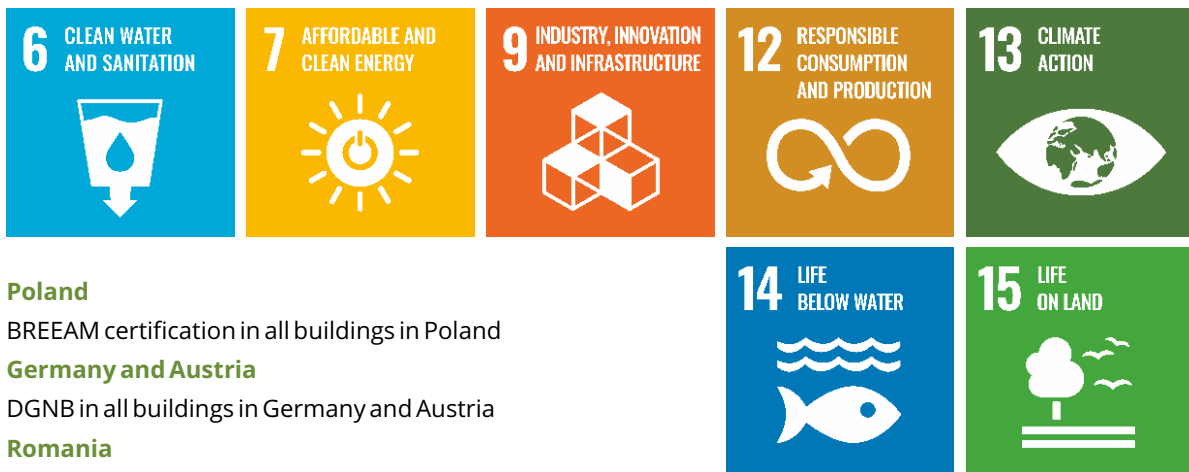 6 CLEAN WATER
AND SANITATION
7 AFFORDABLE AND
CLEAN ENERGY
9 INDUSTRY, INNOVATION
AND INFRASTRUCTURE
12 RESPONSIBLE
CONSUMPTION
AND PRODUCTION
13 CLIMATE
ACTION
14 LIFE
BELOW WATER
15 LIFE
ON LAND
Poland
BREEAM certification in all buildings in Poland
Germany and Austria
DGNB in all buildings in Germany and Austria
Romania